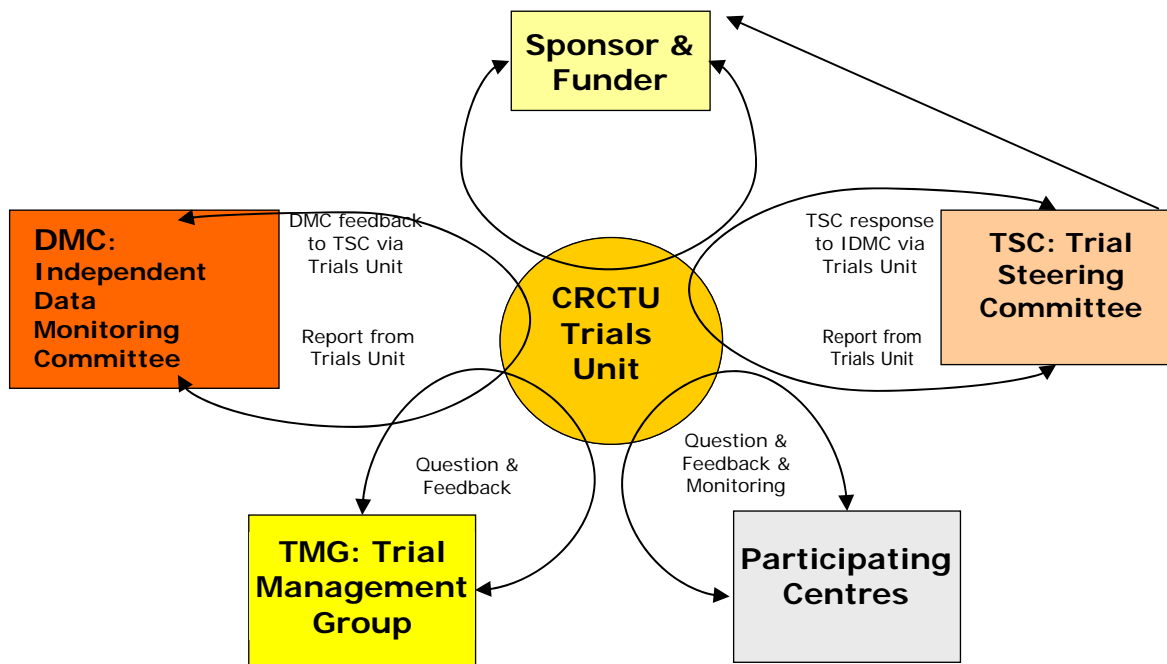 Sponsor &
Funder
DMC:
Independent
Data
Monitoring
Committee
DMC feedback
to TSC via
Trials Unit
Report from
Trials Unit
CRCTU
Trials
Unit
TSC response
to IDMC via
Trials Unit
Report from
Trials Unit
TSC: Trial
Steering
Committee
Question &
Feedback
Question &
Feedback &
Monitoring
TMG: Trial
Management
Group
Participating
Centres